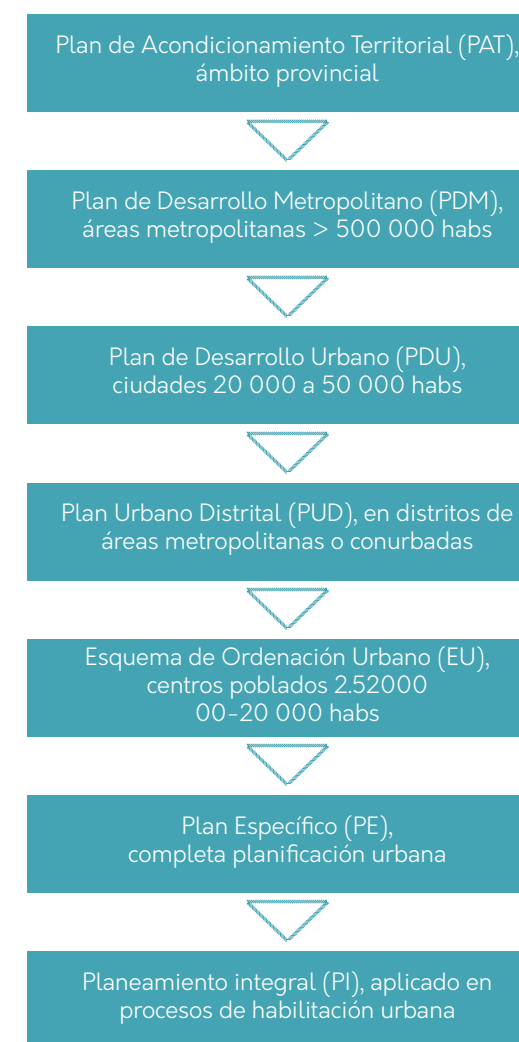 Plan de Acondicionamiento Territorial (PAT),
ámbito provincial
Plan de Desarrollo Metropolitano (PDM),
áreas metropolitanas > 500 000 habs
Plan de Desarrollo Urbano (PDU),
ciudades 20 000 a 50 000 habs
Plan Urbano Distrital (PUD), en distritos de
áreas metropolitanas o conurbadas
Esquema de Ordenación Urbano (EU),
centros poblados 2.52000
00-20 000 habs
Plan Específico (PE),
completa planificación urbana
Planeamiento integral (PI), aplicado en
procesos de habilitación urbana